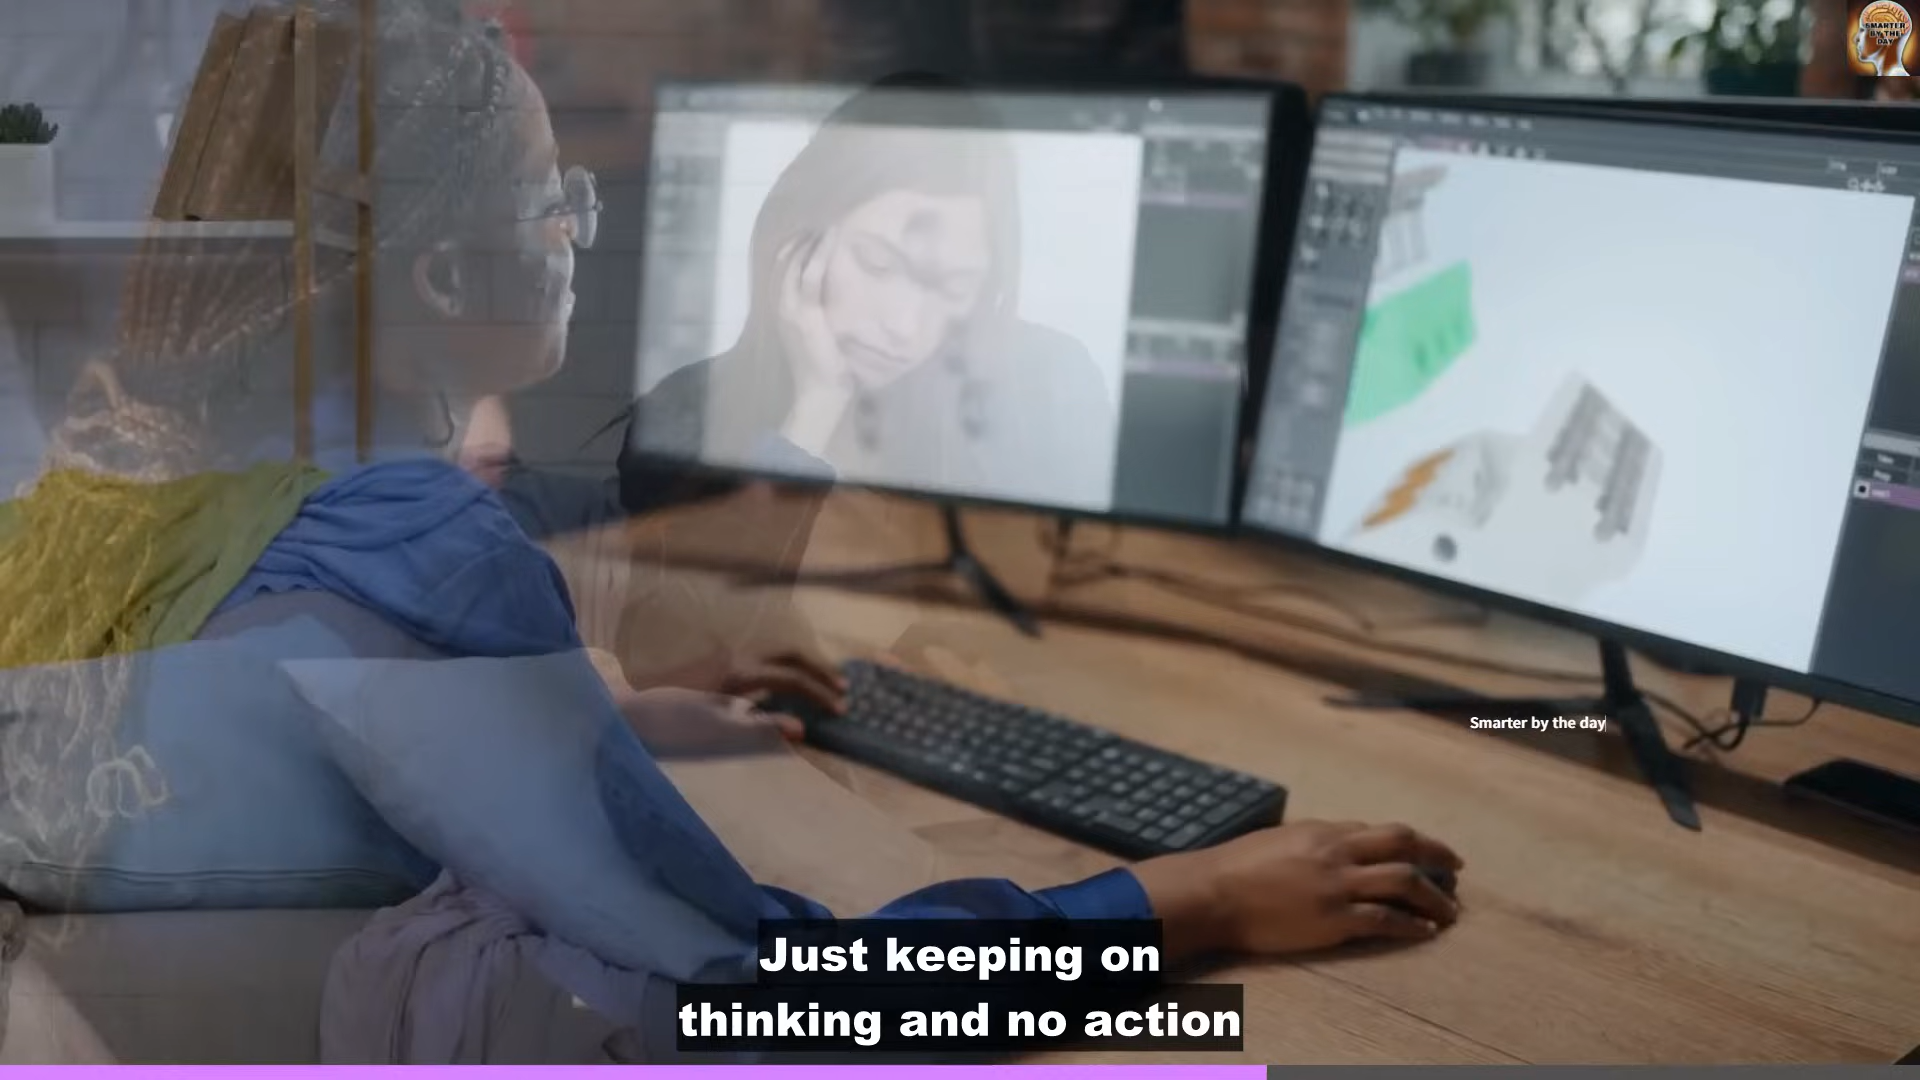 SMARTER
BY THE
DAY
Smarter by the day
Just keeping on
thinking and no action